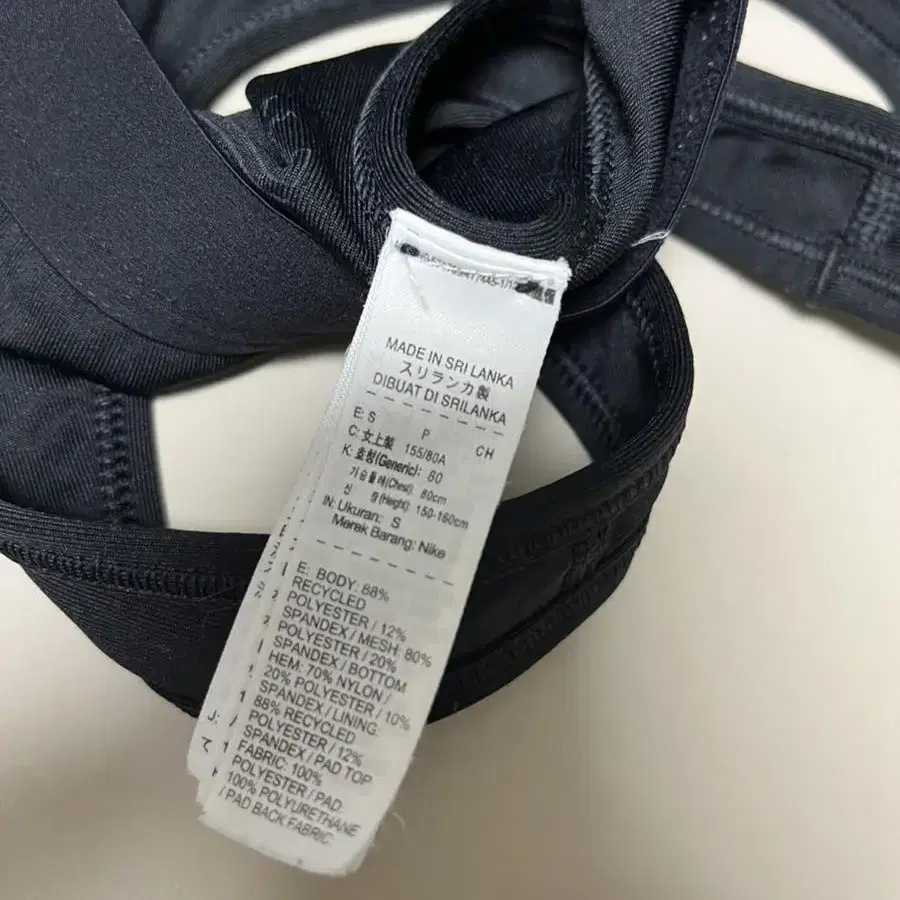 MADE IN SRI LANKA
スリランカ製
DIBUAT DI SRILANKA
E: S P CH
C: 女上装 155/80A
K: 호칭(Generic): 80
가슴둘레(Chest): 80cm
신 장(Height): 150-160cm
IN: Ukuran: S
Merek Barang: Nike
E: BODY: 88%
RECYCLED
POLYESTER / 12%
SPANDEX / MESH: 80%
POLYESTER / 20%
SPANDEX / BOTTOM
HEM: 70% NYLON /
20% POLYESTER / 10%
SPANDEX / LINING:
88% RECYCLED
POLYESTER / 12%
SPANDEX / PAD TOP
FABRIC: 100%
POLYESTER / PAD:
100% POLYURETHANE
/ PAD BACK FABRIC:
J:
て